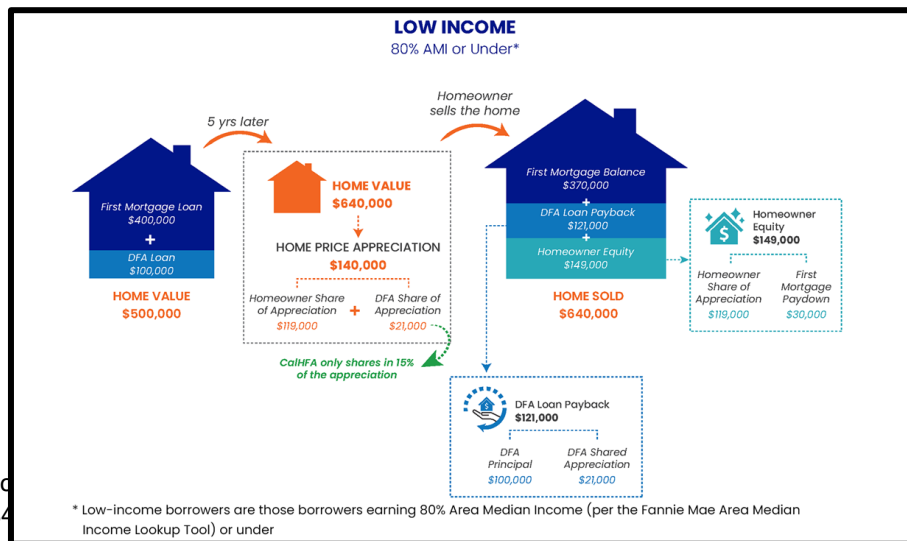 LOW INCOME
80% AMI or Under*
5 yrs later
Homeowner
sells the home
First Mortgage Loan
$400,000
+
DFA Loan
$100,000
HOME VALUE
$500,000
HOME VALUE
$640,000
HOME PRICE APPRECIATION
$140,000
Homeowner Share
of Appreciation
$119,000
+
DFA Share of
Appreciation
$21,000
CalHFA only shares in 15%
of the appreciation
First Mortgage Balance
$370,000
+
DFA Loan Payback
$121,000
+
Homeowner Equity
$149,000
HOME SOLD
$640,000
$
Homeowner
Equity
$149,000
Homeowner
Share of
Appreciation
$119,000
First
Mortgage
Paydown
$30,000
$
DFA Loan Payback
$121,000
DFA
Principal
$100,000
DFA Shared
Appreciation
$21,000
* Low-income borrowers are those borrowers earning 80% Area Median Income (per the Fannie Mae Area Median
Income Lookup Tool) or under